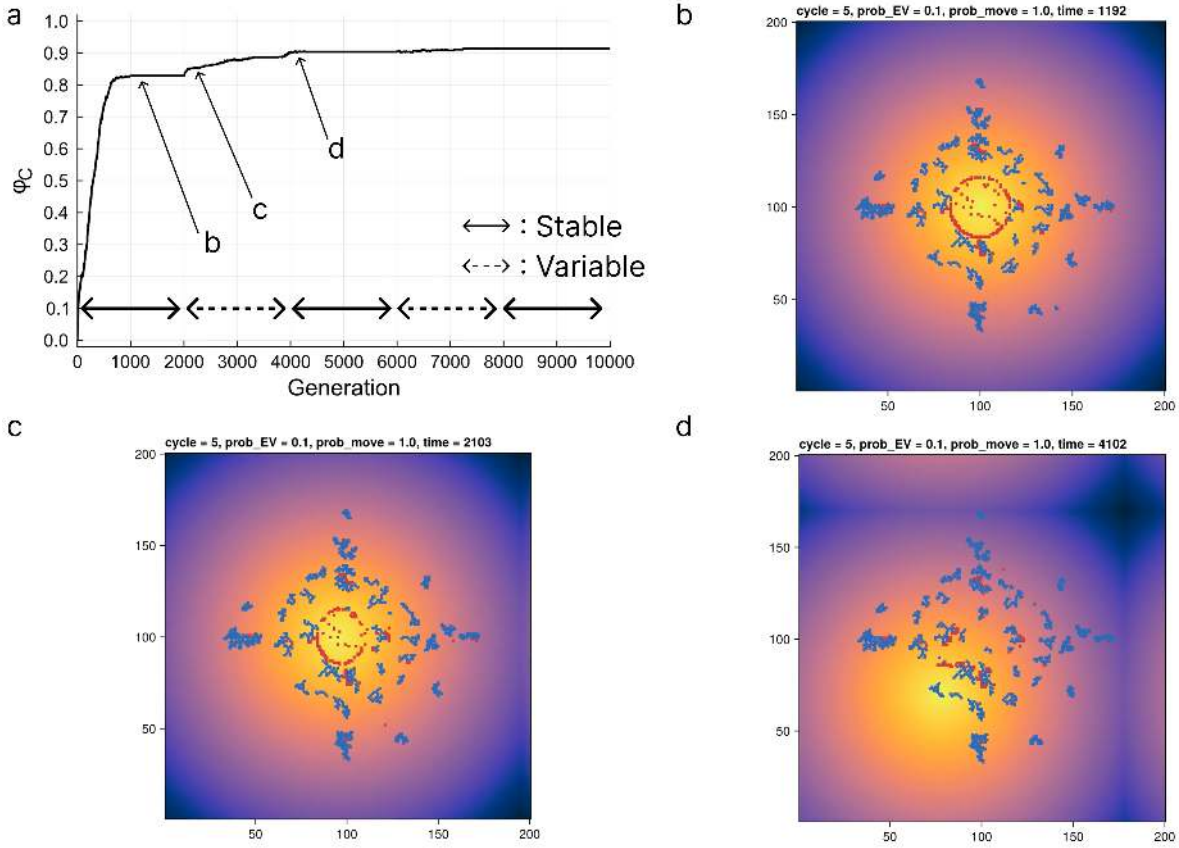 a
1.0
0.9
0.8
0.7
0.6
0.5
0.4
0.3
0.2
0.1
0.0
φC
b
c
d
: Stable
: Variable
0 1000 2000 3000 4000 5000 6000 7000 8000 9000 10000
Generation
b
cycle = 5, prob_EV = 0.1, prob_move = 1.0, time = 1192
200
150
100
50
50 100 150 200
c
cycle = 5, prob_EV = 0.1, prob_move = 1.0, time = 2103
200
150
100
50
50 100 150 200
d
cycle = 5, prob_EV = 0.1, prob_move = 1.0, time = 4102
200
150
100
50
50 100 150 200